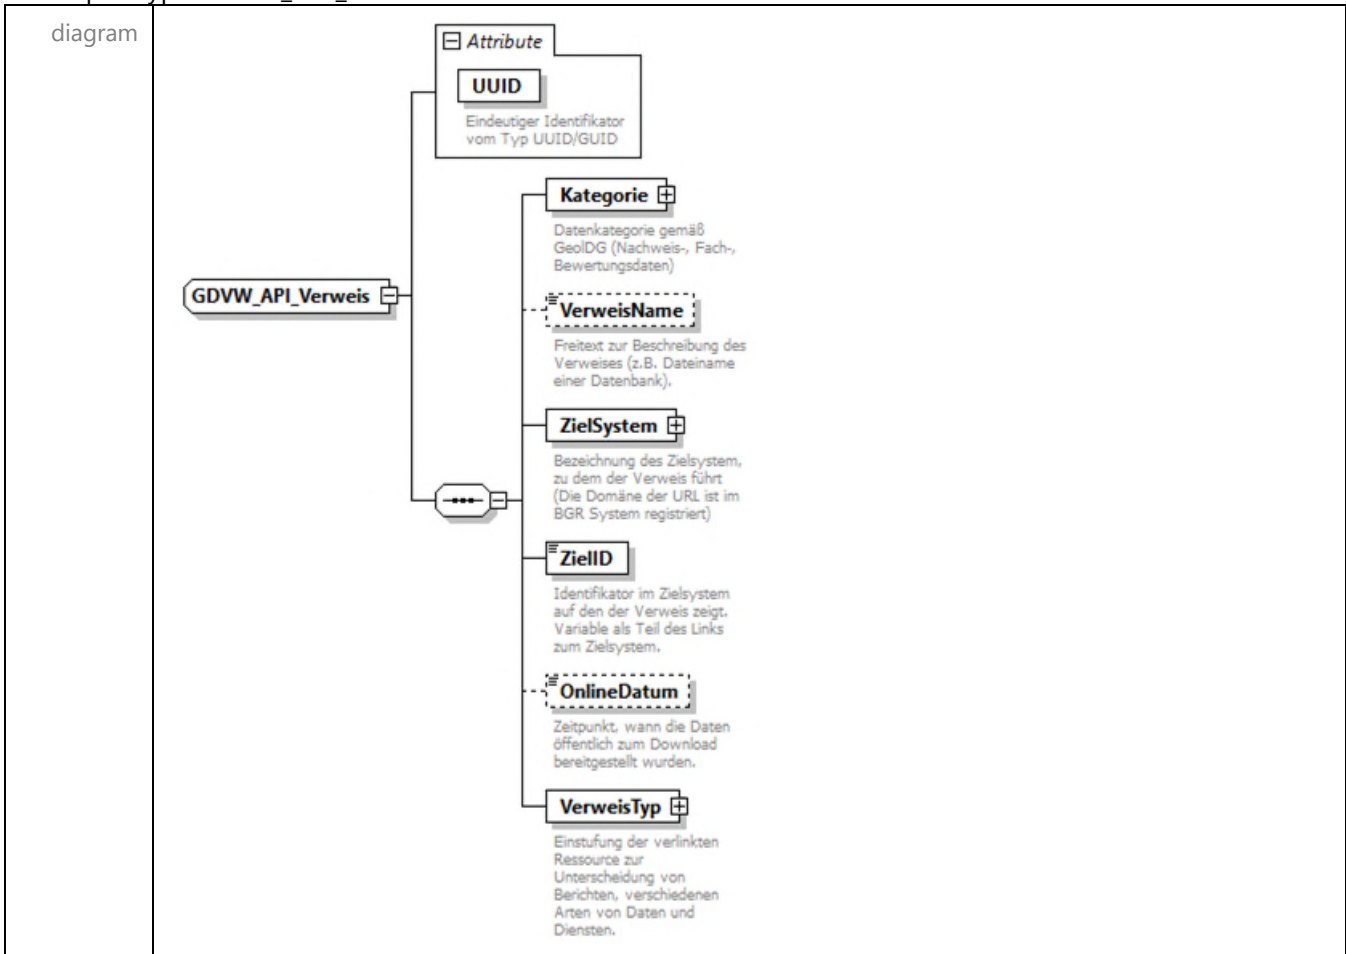 diagram
Attribute
UUID
Eindeutiger Identifikator
vom Typ UUID/GUID
Kategorie
Datenkategorie gemäß
GeolDG (Nachweis-, Fach-,
Bewertungsdaten)
GDVW_API_Verweis
VerweisName
Freitext zur Beschreibung des
Verweises (z.B. Dateiname
einer Datenbank).
ZielSystem
Bezeichnung des Zielsystem,
zu dem der Verweis führt
(Die Domäne der URL ist im
BGR System registriert)
ZielID
Identifikator im Zielsystem
auf den der Verweis zeigt.
Variable als Teil des Links
zum Zielsystem.
OnlineDatum
Zeitpunkt, wann die Daten
öffentlich zum Download
bereitgestellt wurden.
VerweisTyp
Einstufung der verlinkten
Ressource zur
Unterscheidung von
Berichten, verschiedenen
Arten von Daten und
Diensten.